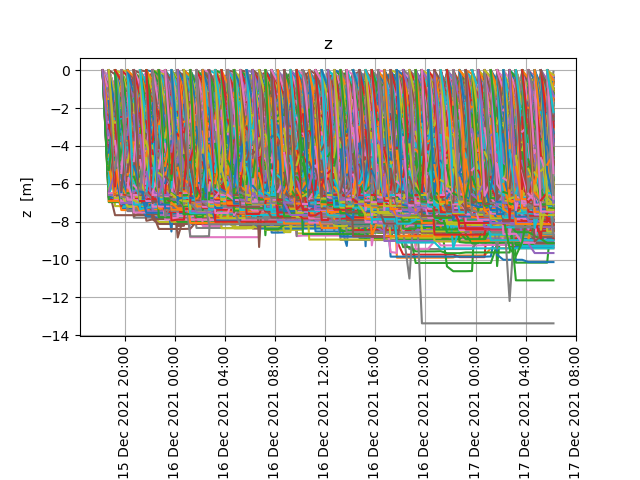 z
z [m]
0
−2
−4
−6
−8
−10
−12
−14
15 Dec 2021 20:00
16 Dec 2021 00:00
16 Dec 2021 04:00
16 Dec 2021 08:00
16 Dec 2021 12:00
16 Dec 2021 16:00
16 Dec 2021 20:00
17 Dec 2021 00:00
17 Dec 2021 04:00
17 Dec 2021 08:00